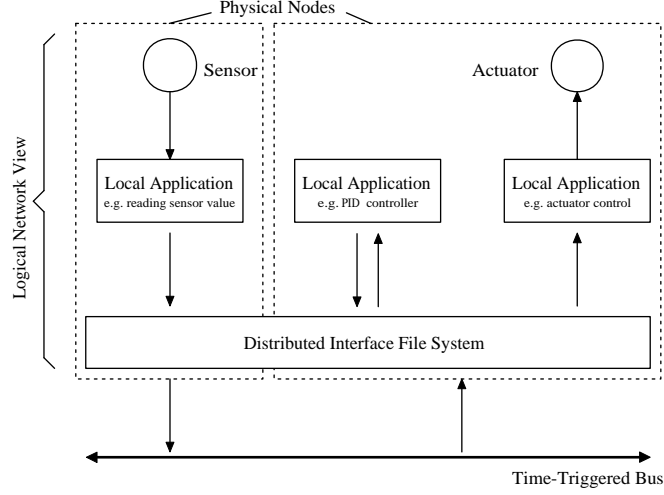 Physical Nodes
Sensor
Actuator
Logical Network View
Local Application
e.g. reading sensor value
Local Application
e.g. PID controller
Local Application
e.g. actuator control
Distributed Interface File System
Time-Triggered Bus